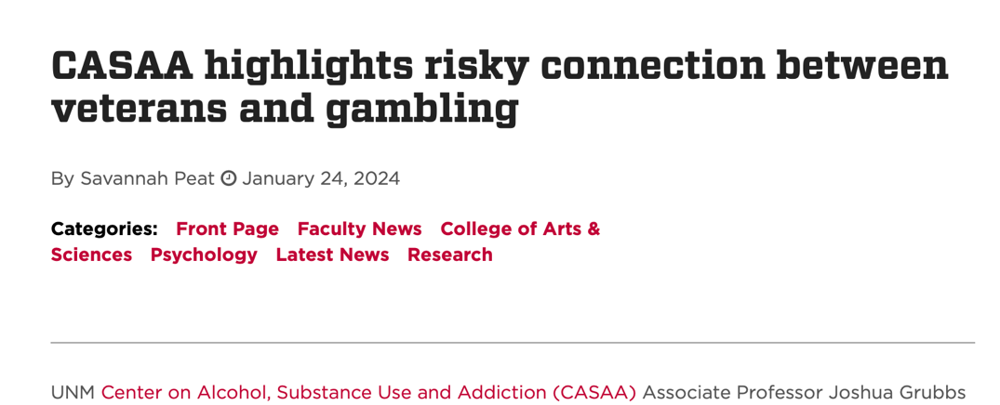 CASAA highlights risky connection between
veterans and gambling
By Savannah Peat January 24, 2024
Categories: Front Page Faculty News College of Arts &
Sciences Psychology Latest News Research
UNM Center on Alcohol, Substance Use and Addiction (CASAA) Associate Professor Joshua Grubbs